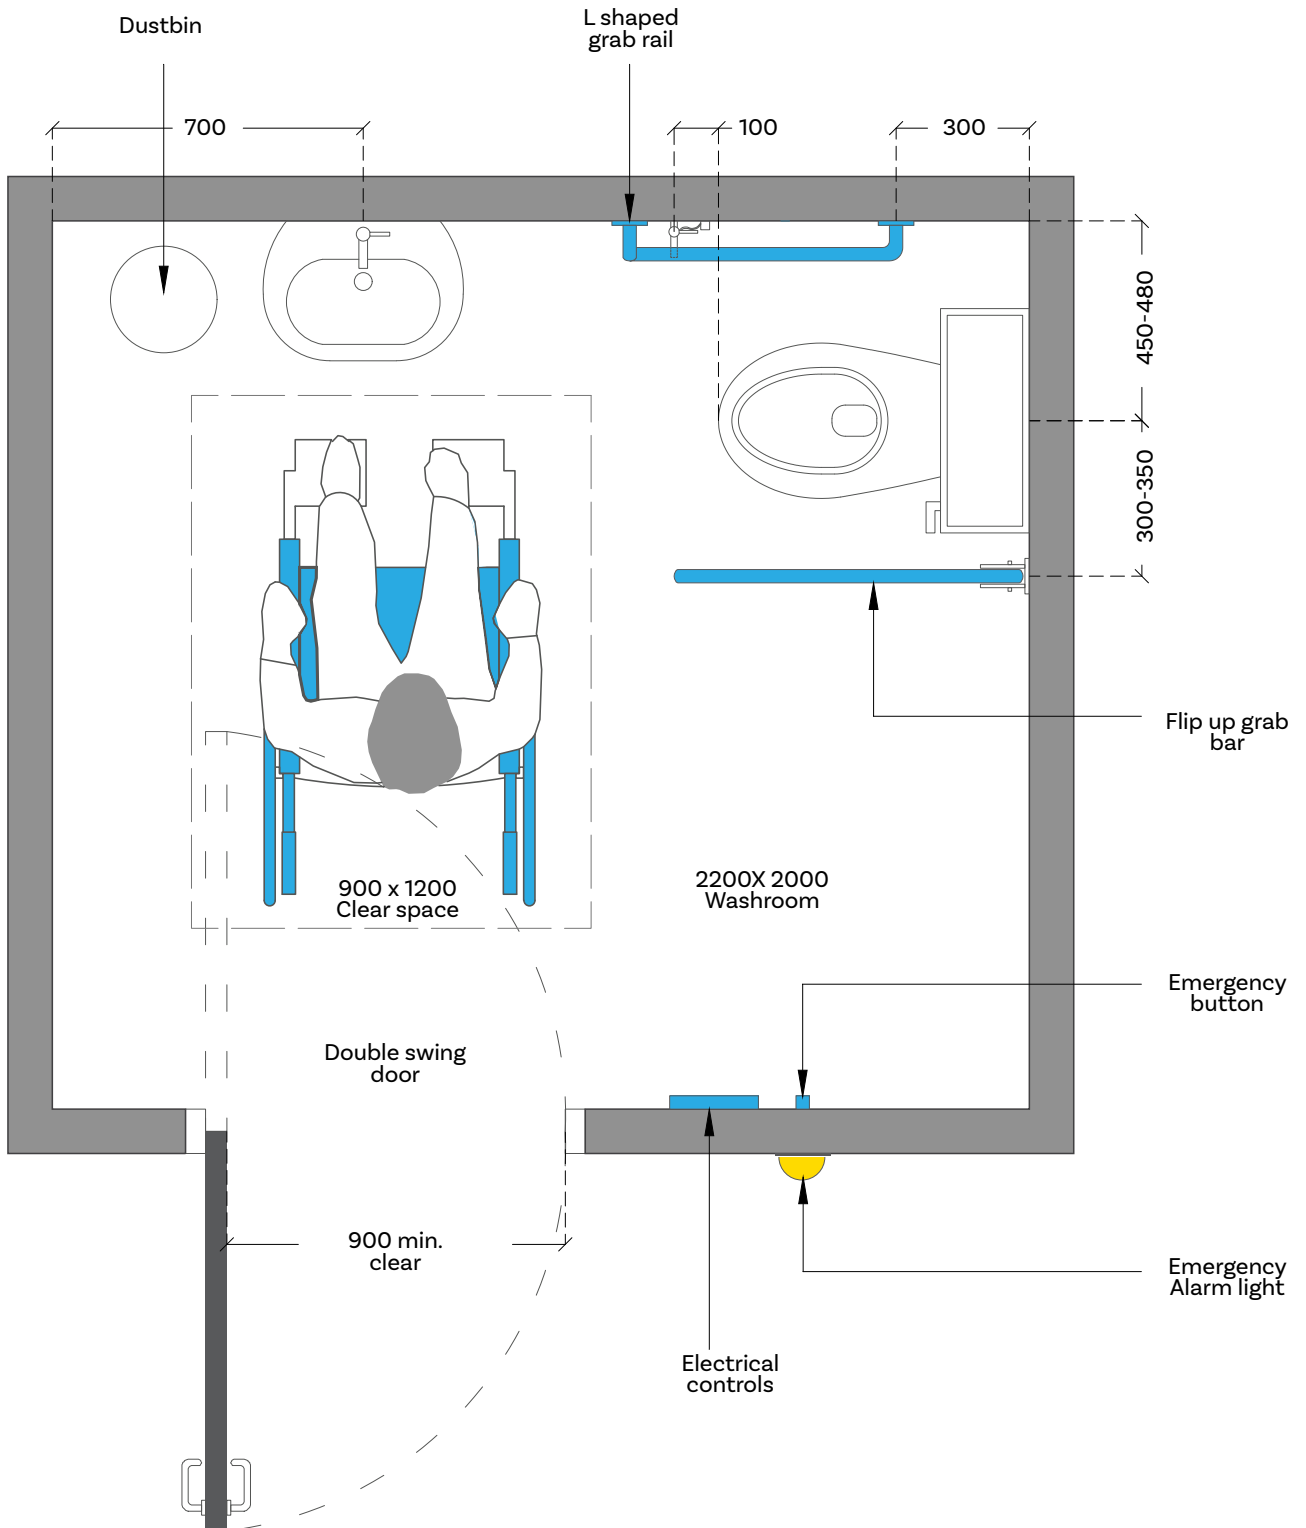 Dustbin
L shaped
grab rail
700
100
300
450-480
300-350
Flip up grab
bar
900 x 1200
Clear space
2200X 2000
Washroom
Emergency
button
Double swing
door
900 min.
clear
Emergency
Alarm light
Electrical
controls